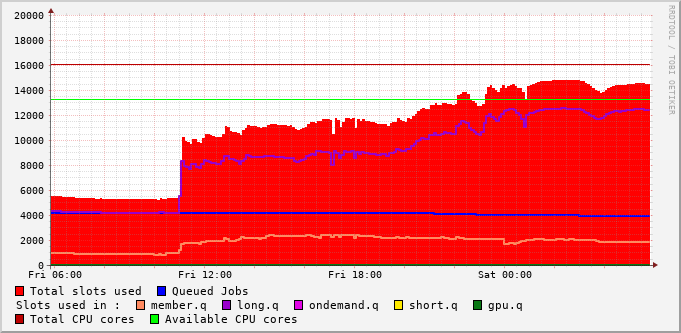 20000
18000
16000
14000
12000
10000
8000
6000
4000
2000
0
Fri 06:00 Fri 12:00 Fri 18:00 Sat 00:00
RRDTOOL / TOBI OETIKER
Total slots used Queued Jobs
Slots used in : member.q long.q ondemand.q short.q gpu.q
Total CPU cores Available CPU cores